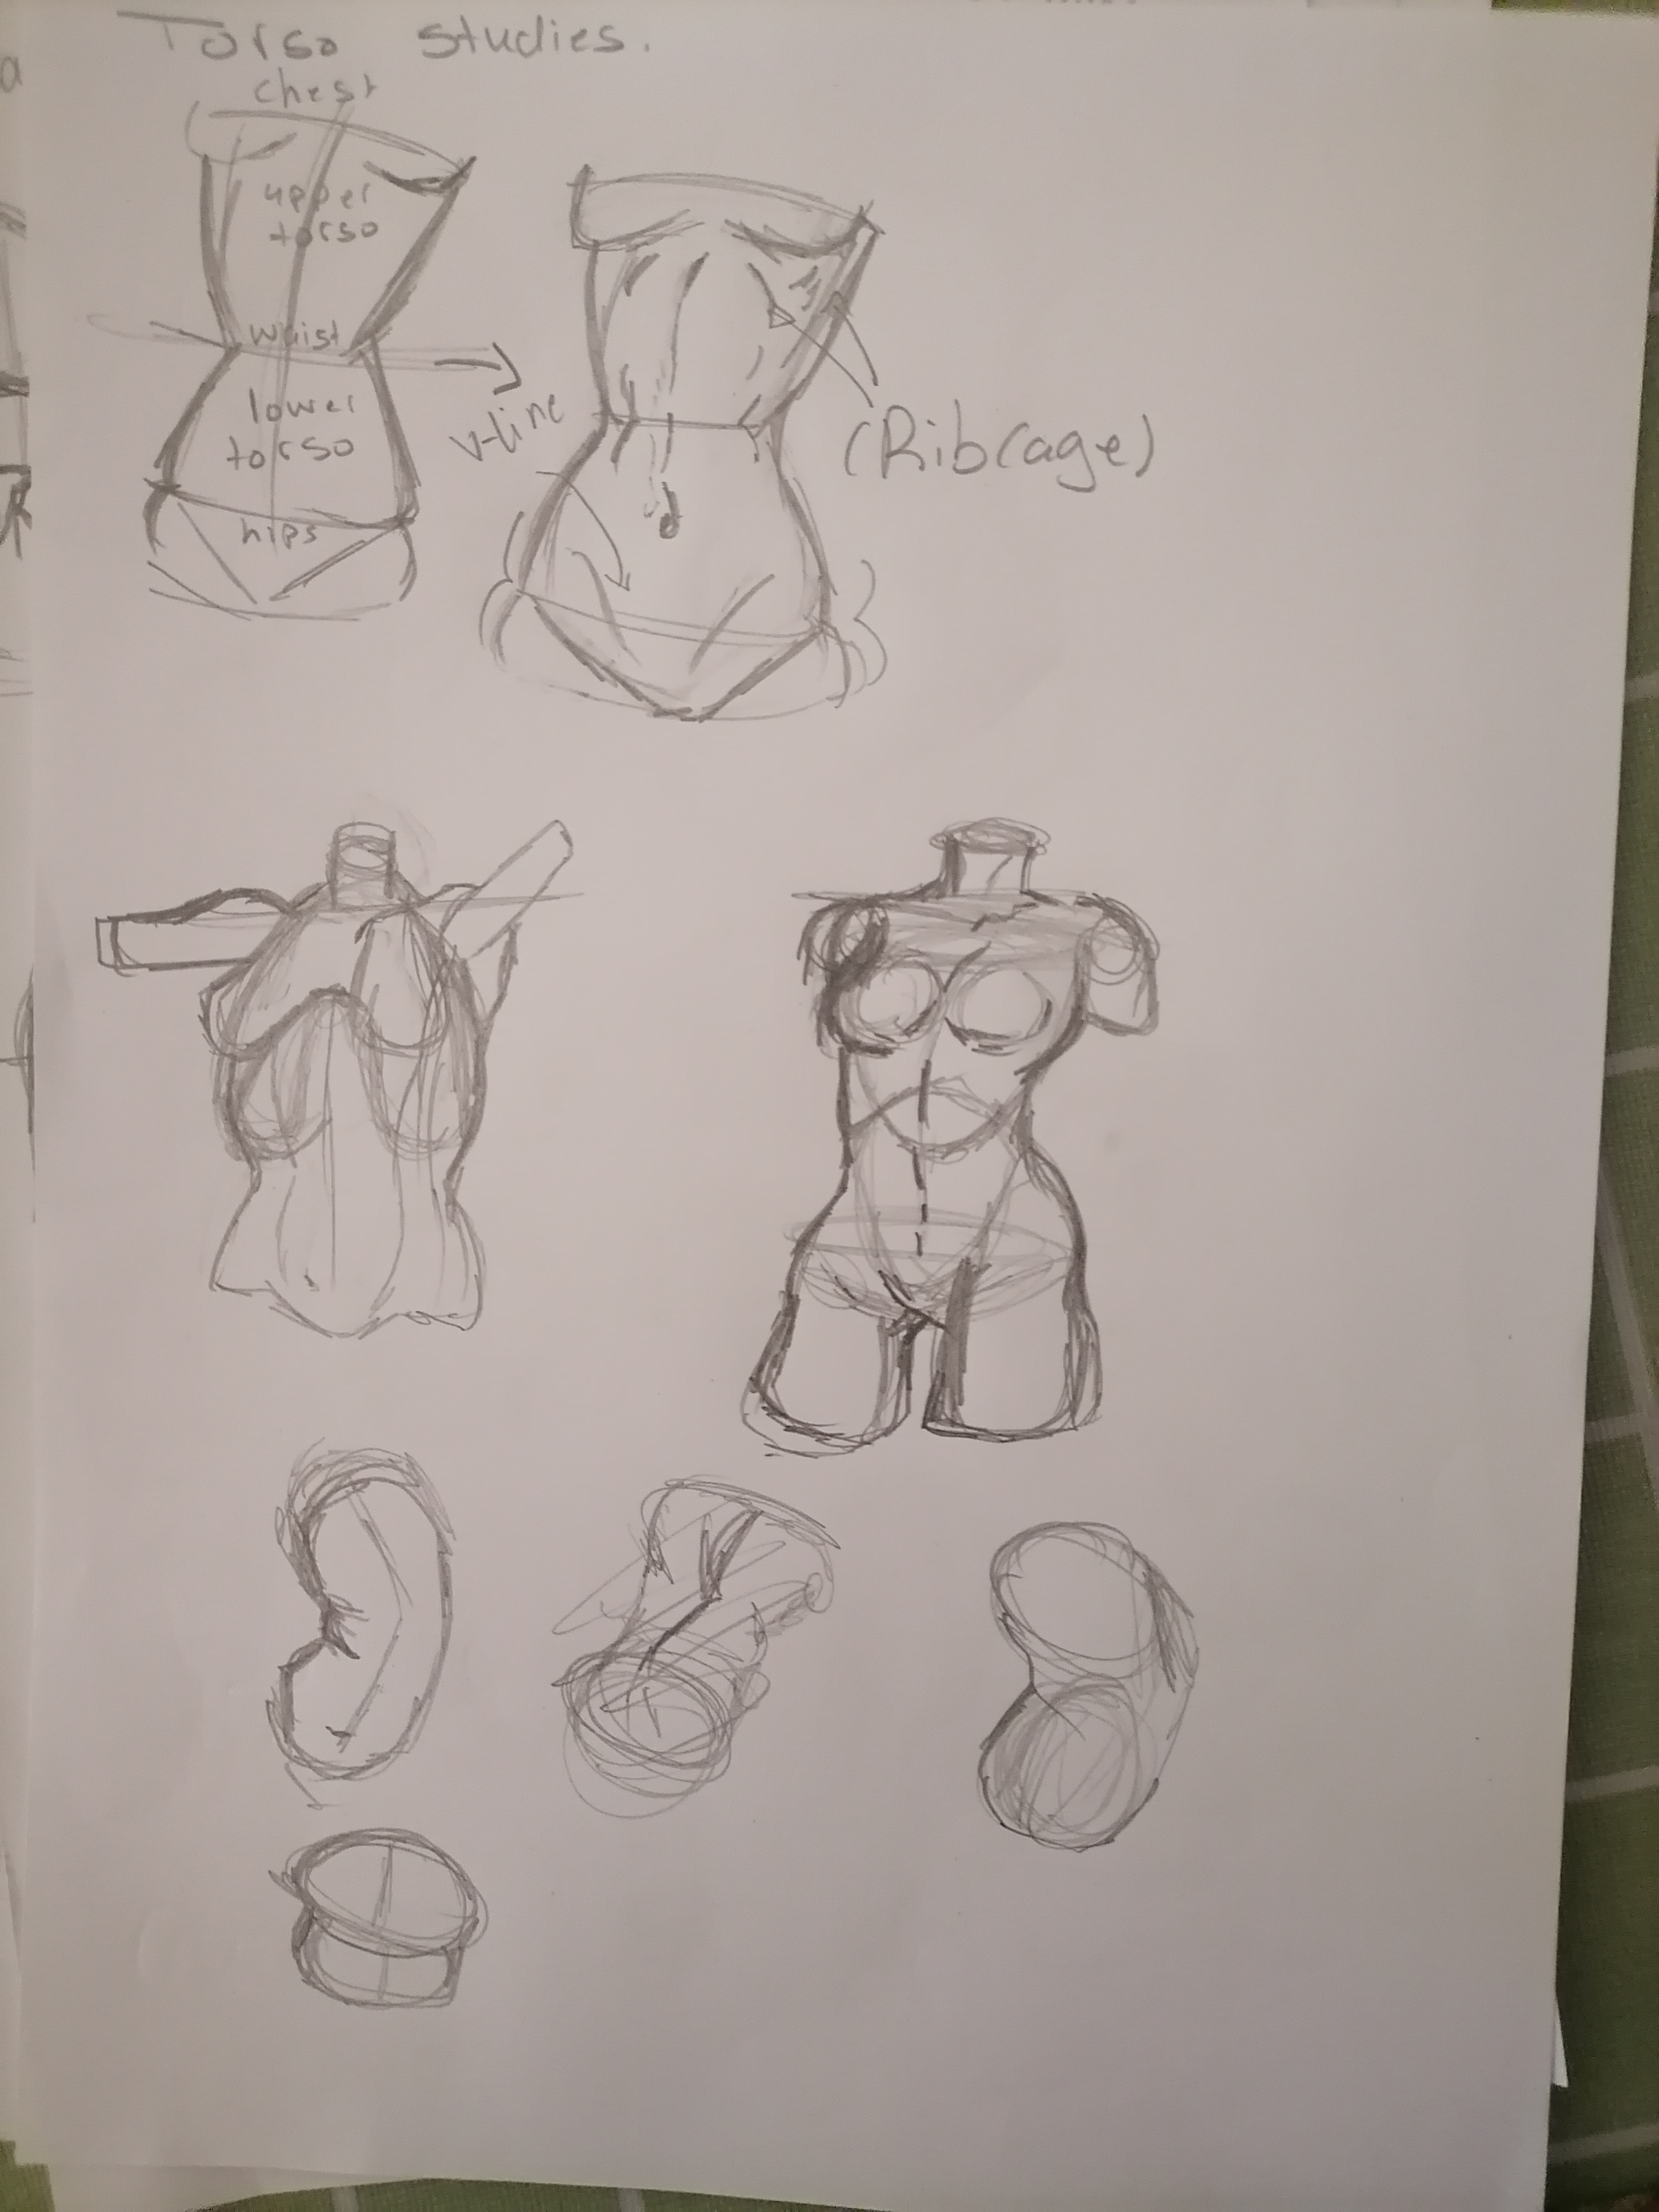 Torso studies.
chest
upper
torso
waist
lower
torso
hips
v-line
(Ribcage)